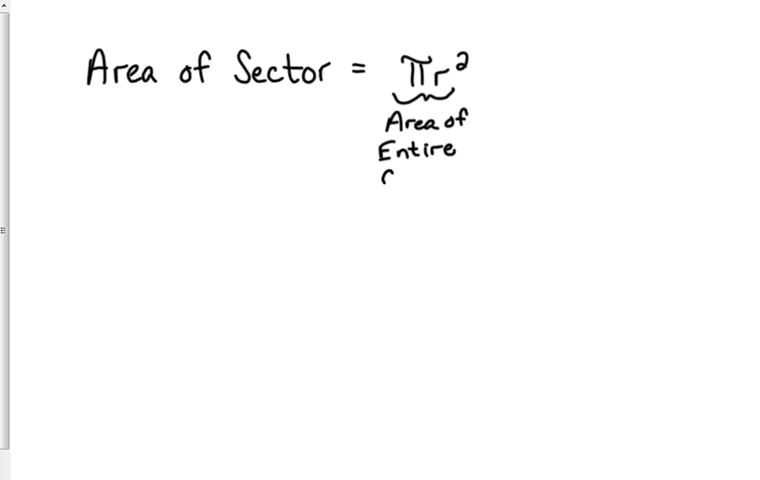 Area of Sector = πr²
Area of
Entire
C